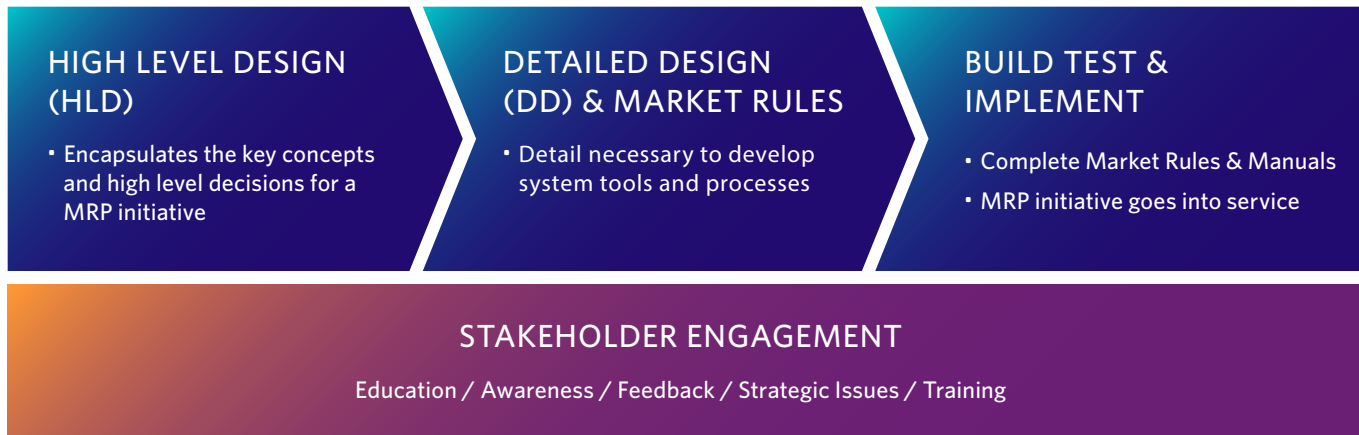 HIGH LEVEL DESIGN
(HLD)
· Encapsulates the key concepts
and high level decisions for a
MRP initiative
DETAILED DESIGN
(DD) & MARKET RULES
· Detail necessary to develop
system tools and processes
BUILD TEST &
IMPLEMENT
· Complete Market Rules & Manuals
· MRP initiative goes into service
STAKEHOLDER ENGAGEMENT
Education / Awareness / Feedback / Strategic Issues / Training